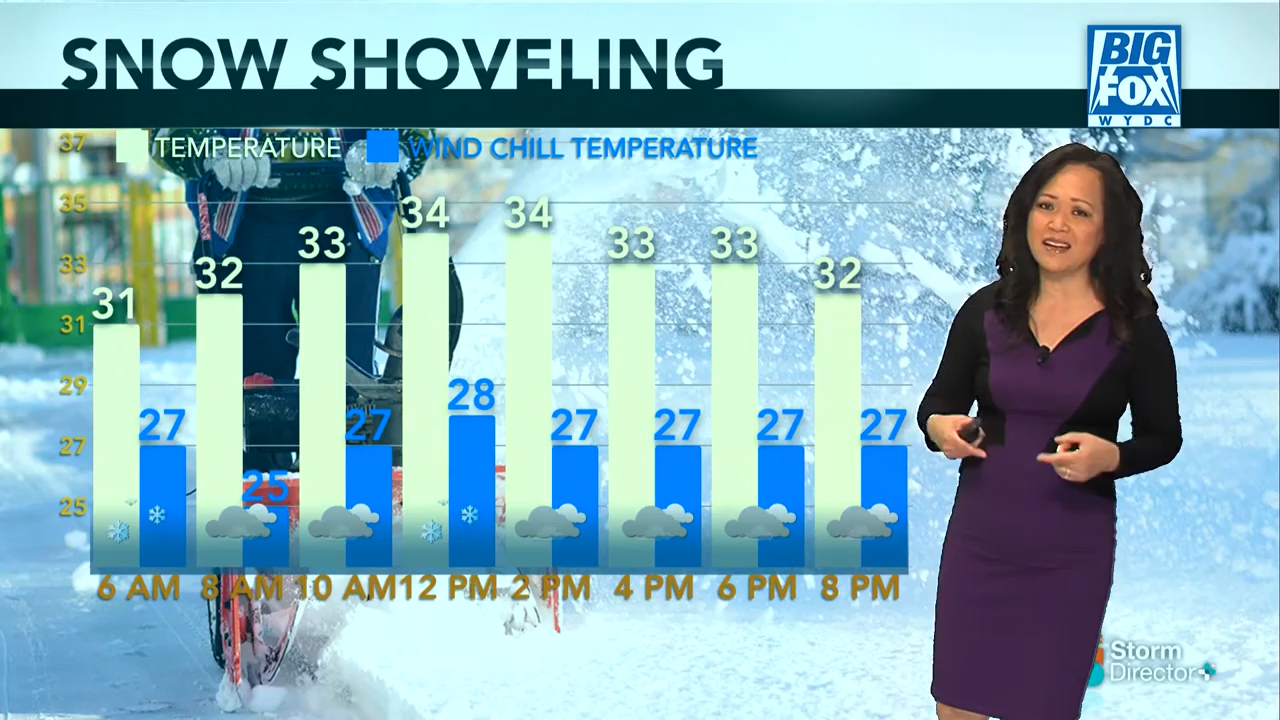 SNOW SHOVELING
BIG
FOX
WYDC
TEMPERATURE WIND CHILL TEMPERATURE
37
35
33
31
29
27
25
31 32 33 34 34 33 33 32
27 25 27 28 27 27 27 27
6 AM 8 AM 10 AM 12 PM 2 PM 4 PM 6 PM 8 PM
Storm
Director+